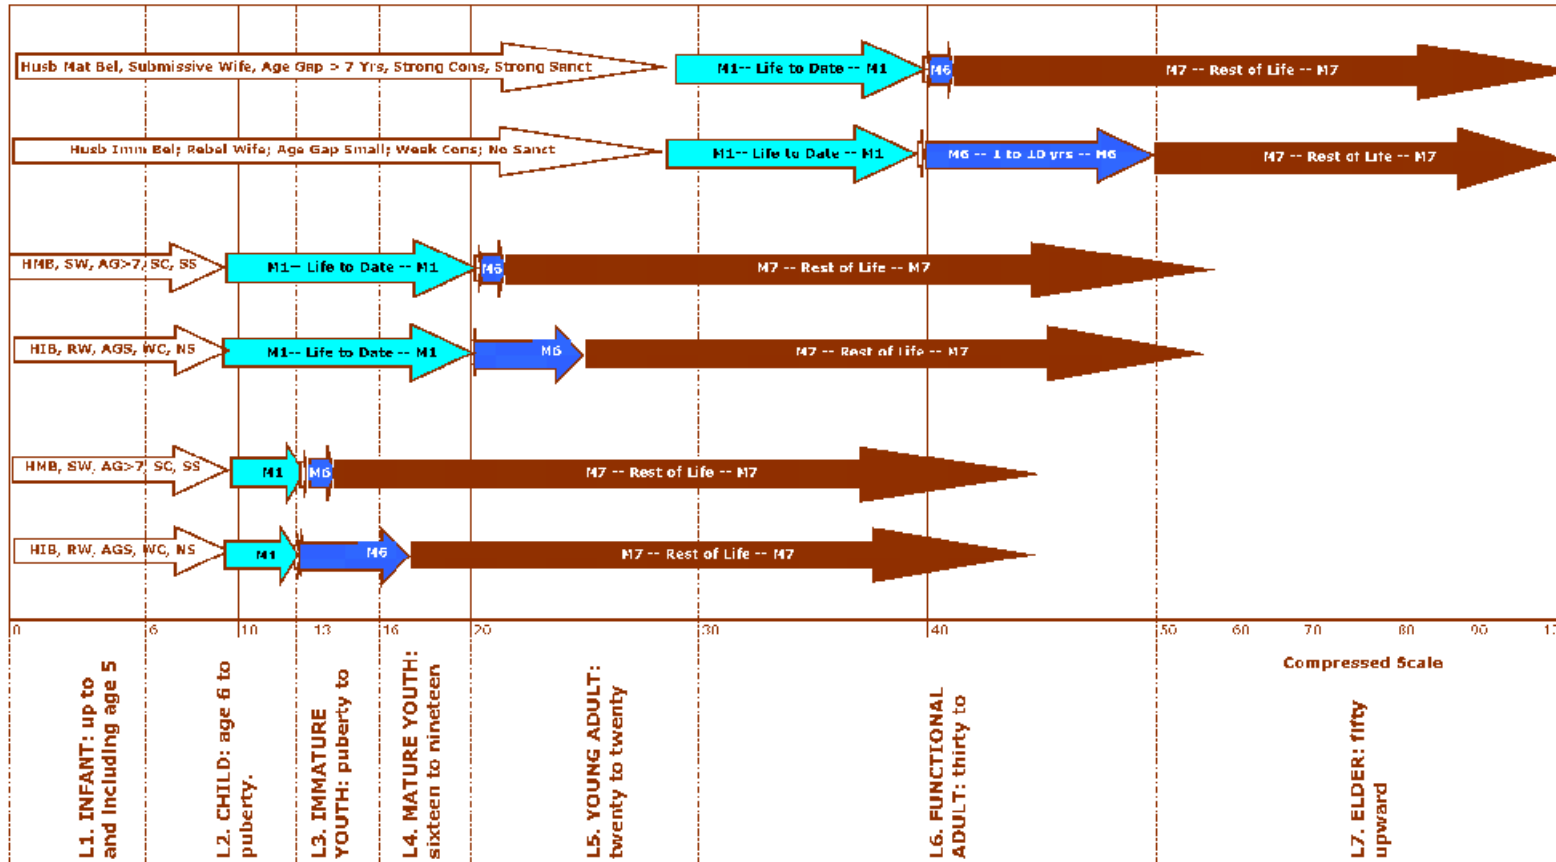 Husb Mat Bel, Submissive Wife, Age Gap > 7 Yrs, Strong Cons, Strong Sanct
M1-- Life to Date -- M1
M6
M7 -- Rest of Life -- M7
Husb Imm Bel; Rebel Wife; Age Gap Small; Weak Cons; No Sanct
M1-- Life to Date -- M1
M6 -- 1 to 10 yrs -- M6
M7 -- Rest of Life -- M7
HMB, SW, AG>7, SC, SS
M1-- Life to Date -- M1
M6
M7 -- Rest of Life -- M7
HIB, RW, AGS, WC, NS
M1-- Life to Date -- M1
M6
M7 -- Rest of Life -- M7
HMB, SW, AG>7, SC, SS
M1
M6
M7 -- Rest of Life -- M7
HIB, RW, AGS, WC, NS
M1
M6
M7 -- Rest of Life -- M7
0 6 10 13 16 20 30 40 50 60 70 80 90
Compressed Scale
L1. INFANT: up to
and including age 5
L2. CHILD: age 6 to
puberty.
L3. IMMATURE
YOUTH: puberty to
L4. MATURE YOUTH:
sixteen to nineteen
L5. YOUNG ADULT:
twenty to twenty
L6. FUNCTIONAL
ADULT: thirty to
L7. ELDER: fifty
upward